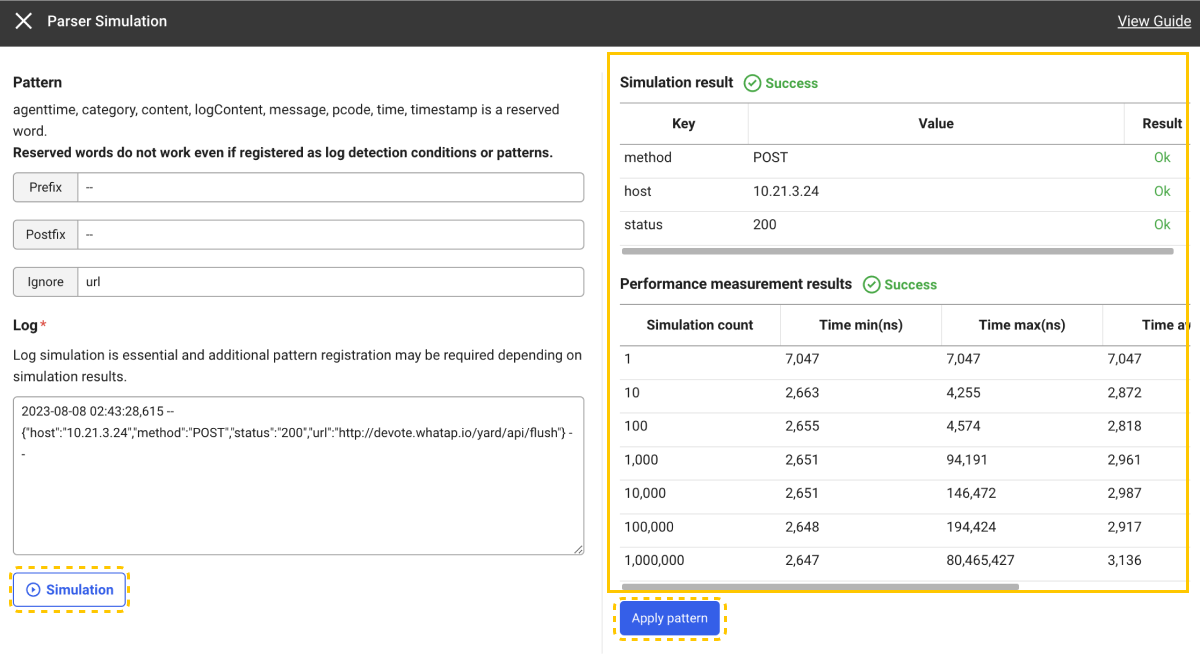 Parser Simulation
View Guide
Pattern
agenttime, category, content, logContent, message, pcode, time, timestamp is a reserved
word.
Reserved words do not work even if registered as log detection conditions or patterns.
Prefix --
Postfix --
Ignore url
Log*
Log simulation is essential and additional pattern registration may be required depending on
simulation results.
2023-08-08 02:43:28,615 --
{"host":"10.21.3.24","method":"POST","status":"200","url":"http://devote.whatap.io/yard/api/flush"} -
-
Simulation
Simulation result Success
Key Value Result
method POST Ok
host 10.21.3.24 Ok
status 200 Ok
Performance measurement results Success
Simulation count Time min(ns) Time max(ns) Time av
1 7,047 7,047 7,047
10 2,663 4,255 2,872
100 2,655 4,574 2,818
1,000 2,651 94,191 2,961
10,000 2,651 146,472 2,987
100,000 2,648 194,424 2,917
1,000,000 2,647 80,465,427 3,136
Apply pattern